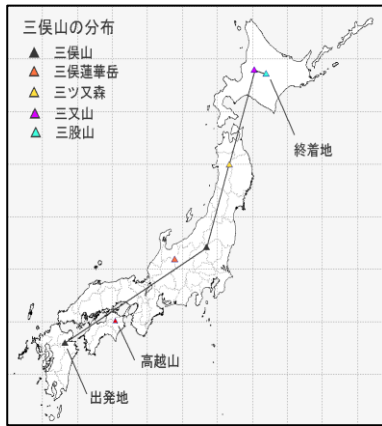 三俣山の分布
三俣山
三俣蓮華岳
三ツ又森
三又山
三股山
終着地
高越山
出発地